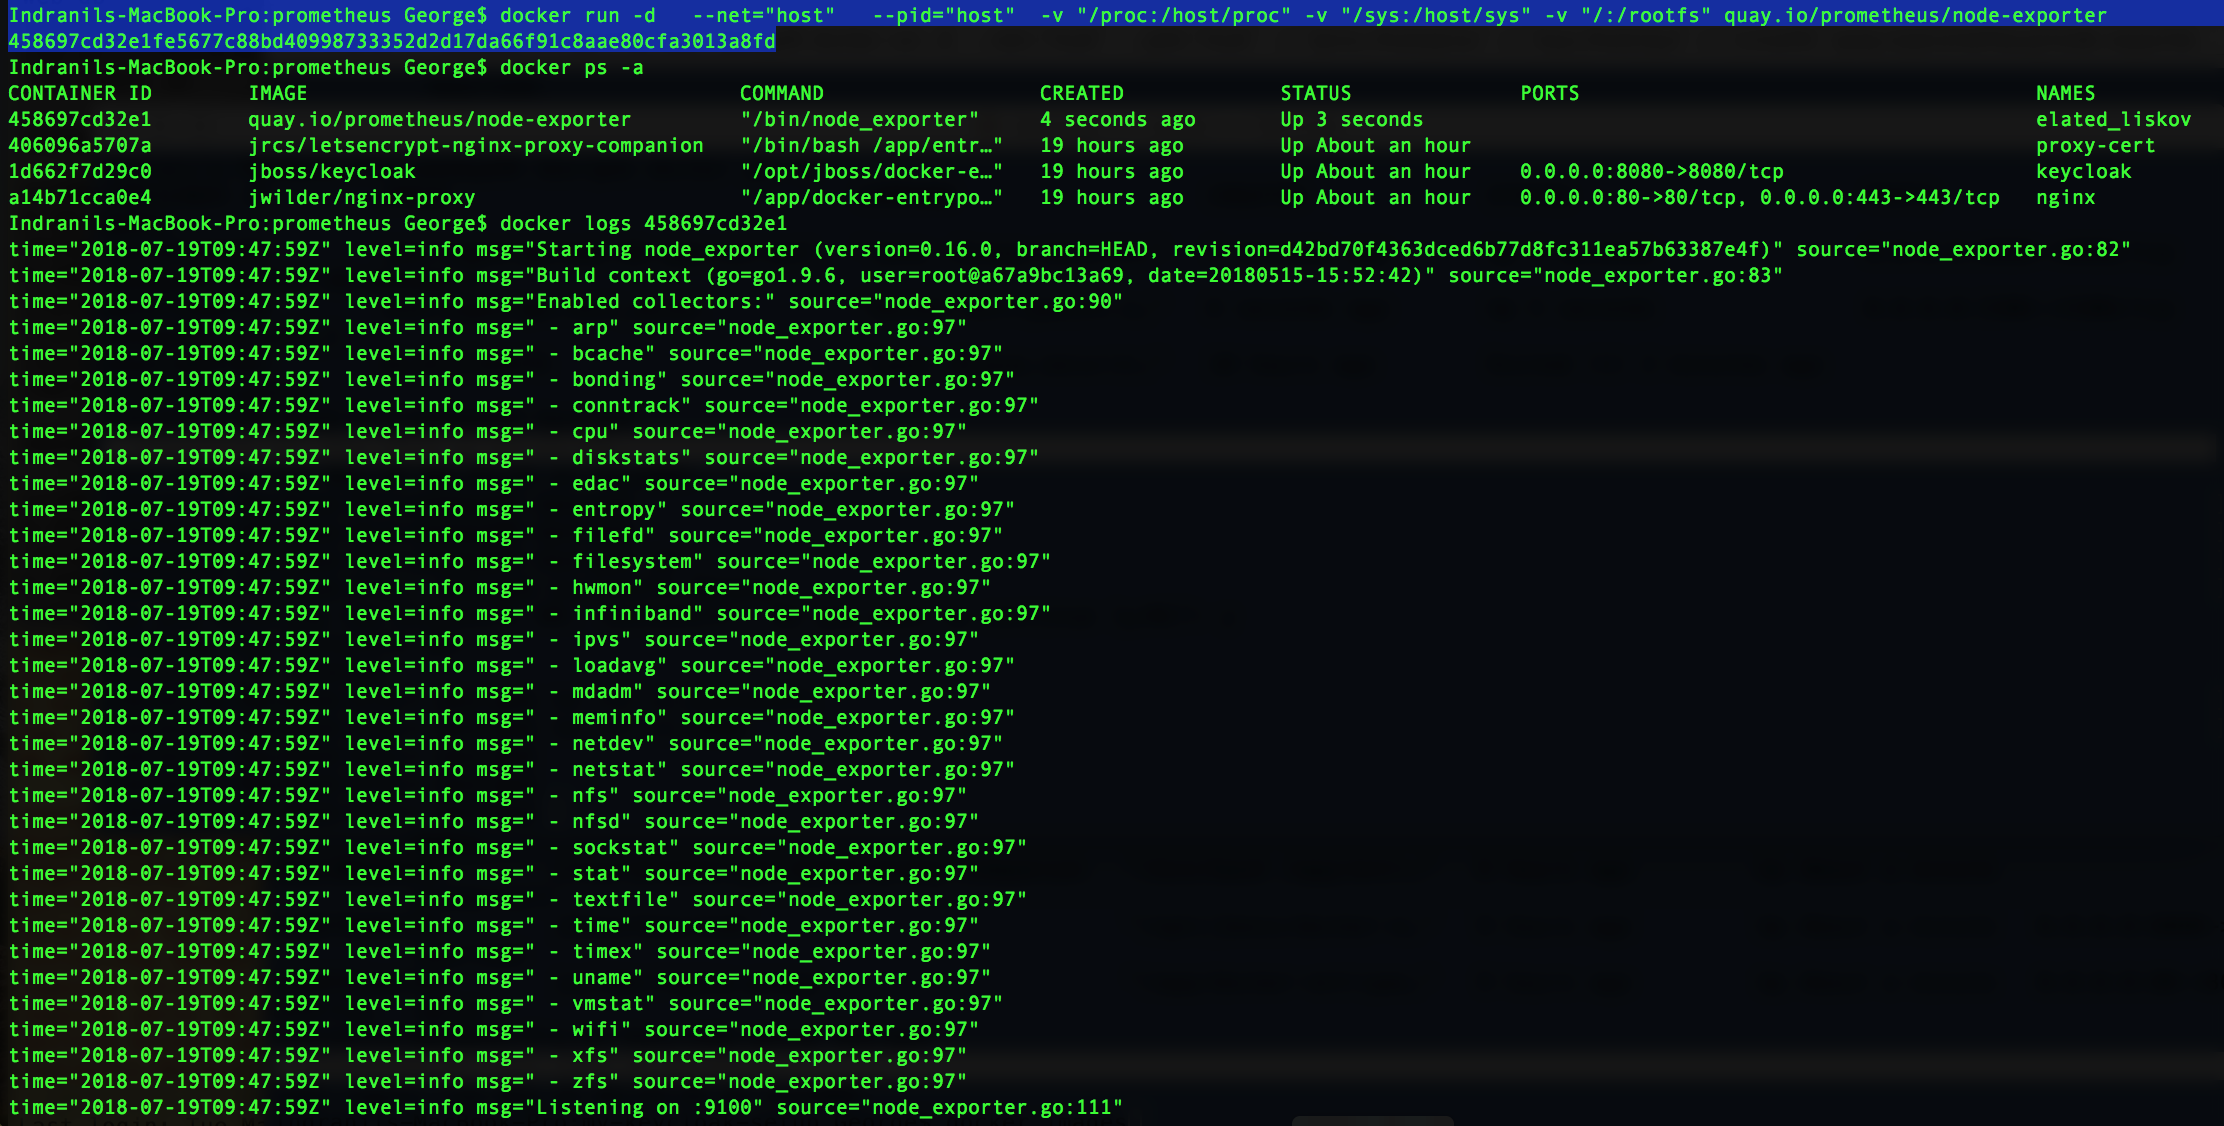 Indranils-MacBook-Pro:prometheus George$ docker run -d   --net="host"   --pid="host"  -v "/proc:/host/proc" -v "/sys:/host/sys" -v "/:/rootfs" quay.io/prometheus/node-exporter
458697cd32e1fe5677c88bd40998733352d2d17da66f91c8aae80cfa3013a8fd
Indranils-MacBook-Pro:prometheus George$ docker ps -a
CONTAINER ID        IMAGE                                    COMMAND                  CREATED             STATUS              PORTS                                      NAMES
458697cd32e1        quay.io/prometheus/node-exporter         "/bin/node_exporter"     4 seconds ago       Up 3 seconds                                                   elated_liskov
406096a5707a        jrcs/letsencrypt-nginx-proxy-companion   "/bin/bash /app/entr…"   19 hours ago        Up About an hour                                               proxy-cert
1d662f7d29c0        jboss/keycloak                           "/opt/jboss/docker-e…"   19 hours ago        Up About an hour    0.0.0.0:8080->8080/tcp                     keycloak
a14b71cca0e4        jwilder/nginx-proxy                      "/app/docker-entrypo…"   19 hours ago        Up About an hour    0.0.0.0:80->80/tcp, 0.0.0.0:443->443/tcp   nginx
Indranils-MacBook-Pro:prometheus George$ docker logs 458697cd32e1
time="2018-07-19T09:47:59Z" level=info msg="Starting node_exporter (version=0.16.0, branch=HEAD, revision=d42bd70f4363dced6b77d8fc311ea57b63387e4f)" source="node_exporter.go:82"
time="2018-07-19T09:47:59Z" level=info msg="Build context (go=go1.9.6, user=root@a67a9bc13a69, date=20180515-15:52:42)" source="node_exporter.go:83"
time="2018-07-19T09:47:59Z" level=info msg="Enabled collectors:" source="node_exporter.go:90"
time="2018-07-19T09:47:59Z" level=info msg=" - arp" source="node_exporter.go:97"
time="2018-07-19T09:47:59Z" level=info msg=" - bcache" source="node_exporter.go:97"
time="2018-07-19T09:47:59Z" level=info msg=" - bonding" source="node_exporter.go:97"
time="2018-07-19T09:47:59Z" level=info msg=" - conntrack" source="node_exporter.go:97"
time="2018-07-19T09:47:59Z" level=info msg=" - cpu" source="node_exporter.go:97"
time="2018-07-19T09:47:59Z" level=info msg=" - diskstats" source="node_exporter.go:97"
time="2018-07-19T09:47:59Z" level=info msg=" - edac" source="node_exporter.go:97"
time="2018-07-19T09:47:59Z" level=info msg=" - entropy" source="node_exporter.go:97"
time="2018-07-19T09:47:59Z" level=info msg=" - filefd" source="node_exporter.go:97"
time="2018-07-19T09:47:59Z" level=info msg=" - filesystem" source="node_exporter.go:97"
time="2018-07-19T09:47:59Z" level=info msg=" - hwmon" source="node_exporter.go:97"
time="2018-07-19T09:47:59Z" level=info msg=" - infiniband" source="node_exporter.go:97"
time="2018-07-19T09:47:59Z" level=info msg=" - ipvs" source="node_exporter.go:97"
time="2018-07-19T09:47:59Z" level=info msg=" - loadavg" source="node_exporter.go:97"
time="2018-07-19T09:47:59Z" level=info msg=" - mdadm" source="node_exporter.go:97"
time="2018-07-19T09:47:59Z" level=info msg=" - meminfo" source="node_exporter.go:97"
time="2018-07-19T09:47:59Z" level=info msg=" - netdev" source="node_exporter.go:97"
time="2018-07-19T09:47:59Z" level=info msg=" - netstat" source="node_exporter.go:97"
time="2018-07-19T09:47:59Z" level=info msg=" - nfs" source="node_exporter.go:97"
time="2018-07-19T09:47:59Z" level=info msg=" - nfsd" source="node_exporter.go:97"
time="2018-07-19T09:47:59Z" level=info msg=" - sockstat" source="node_exporter.go:97"
time="2018-07-19T09:47:59Z" level=info msg=" - stat" source="node_exporter.go:97"
time="2018-07-19T09:47:59Z" level=info msg=" - textfile" source="node_exporter.go:97"
time="2018-07-19T09:47:59Z" level=info msg=" - time" source="node_exporter.go:97"
time="2018-07-19T09:47:59Z" level=info msg=" - timex" source="node_exporter.go:97"
time="2018-07-19T09:47:59Z" level=info msg=" - uname" source="node_exporter.go:97"
time="2018-07-19T09:47:59Z" level=info msg=" - vmstat" source="node_exporter.go:97"
time="2018-07-19T09:47:59Z" level=info msg=" - wifi" source="node_exporter.go:97"
time="2018-07-19T09:47:59Z" level=info msg=" - xfs" source="node_exporter.go:97"
time="2018-07-19T09:47:59Z" level=info msg=" - zfs" source="node_exporter.go:97"
time="2018-07-19T09:47:59Z" level=info msg="Listening on :9100" source="node_exporter.go:111"